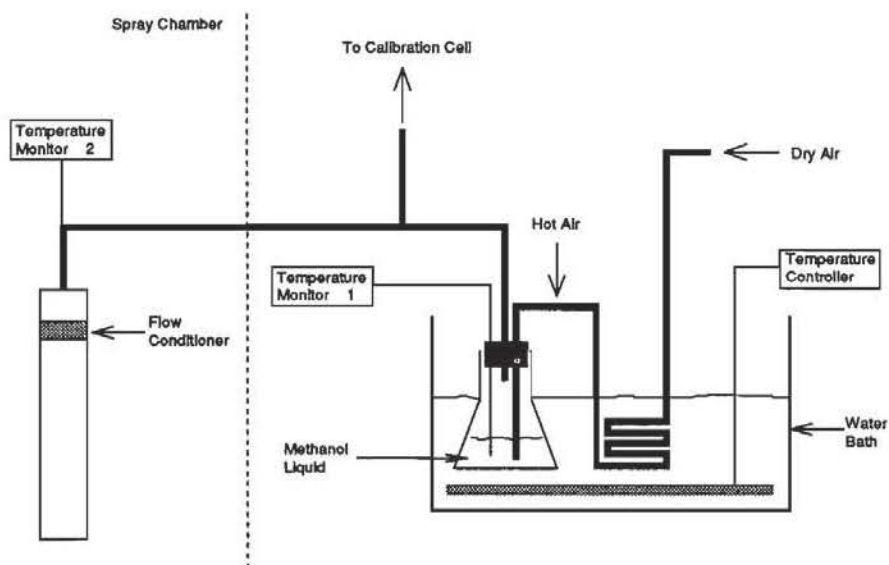 Spray Chamber
To Calibration Cell
Temperature
Monitor 2
Dry Air
Hot Air
Temperature
Monitor 1
Temperature
Controller
Flow
Conditioner
Methanol
Liquid
Water
Bath